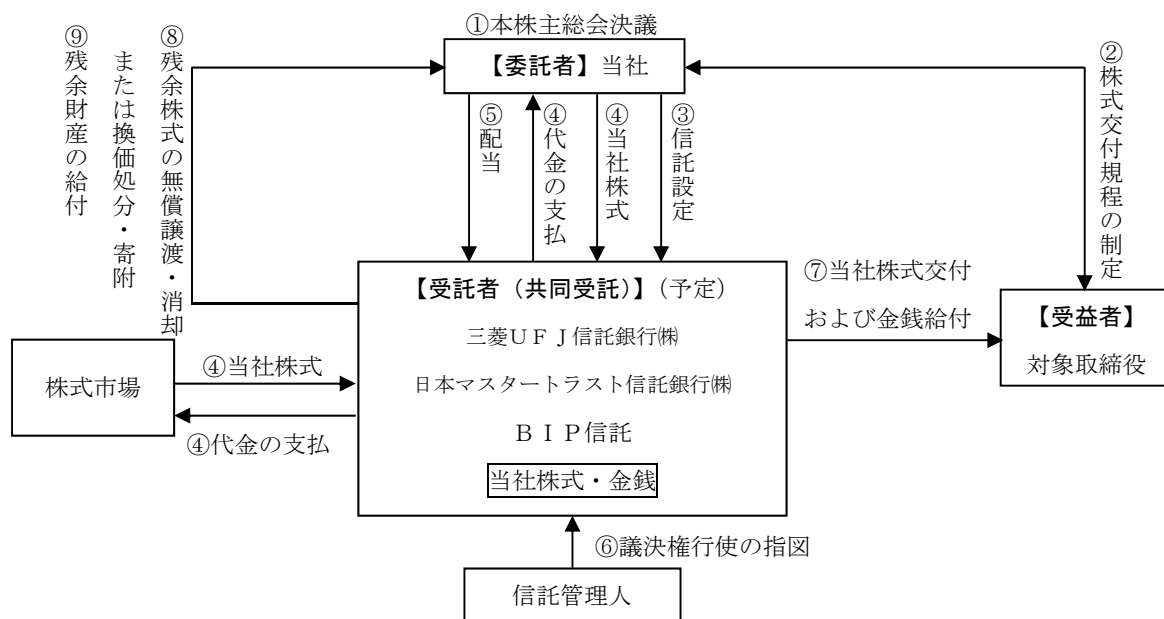 ①本株主総会決議
【委託者】当社
⑨残余財産の給付
⑧残余株式の無償譲渡・消却
または換価処分・寄附
⑤配当
④代金の支払
④当社株式
③信託設定
②株式交付規程の制定
【受託者（共同受託）】（予定）
三菱ＵＦＪ信託銀行㈱
日本マスタートラスト信託銀行㈱
ＢＩＰ信託
当社株式・金銭
⑦当社株式交付
および金銭給付
【受益者】
対象取締役
株式市場
④当社株式
④代金の支払
⑥議決権行使の指図
信託管理人